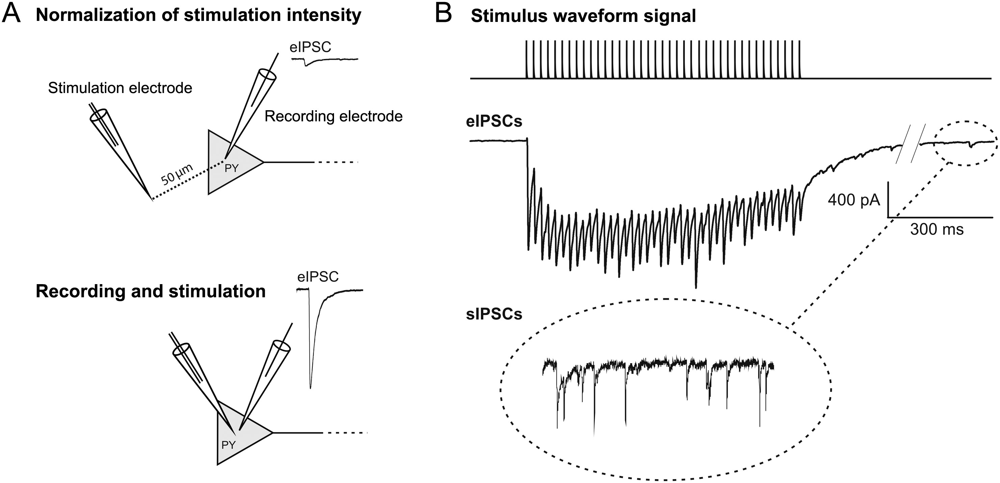 A Normalization of stimulation intensity
eIPSC
Stimulation electrode
Recording electrode
50 µm
PY
Recording and stimulation
eIPSC
PY
B Stimulus waveform signal
eIPSCs
400 pA
300 ms
sIPSCs